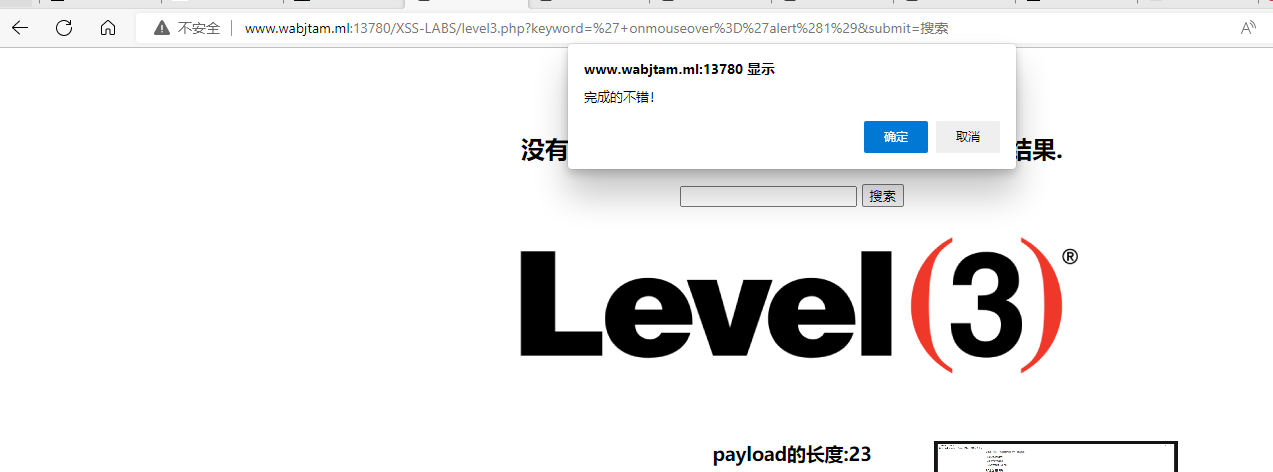 不安全 www.wabjtam.ml:13780/XSS-LABS/level3.php?keyword=%27+onmouseover%3D%27alert%281%29&submit=搜索
www.wabjtam.ml:13780 显示
完成的不错!
确定 取消
没有 结果.
搜索
Level(3)®
payload的长度:23